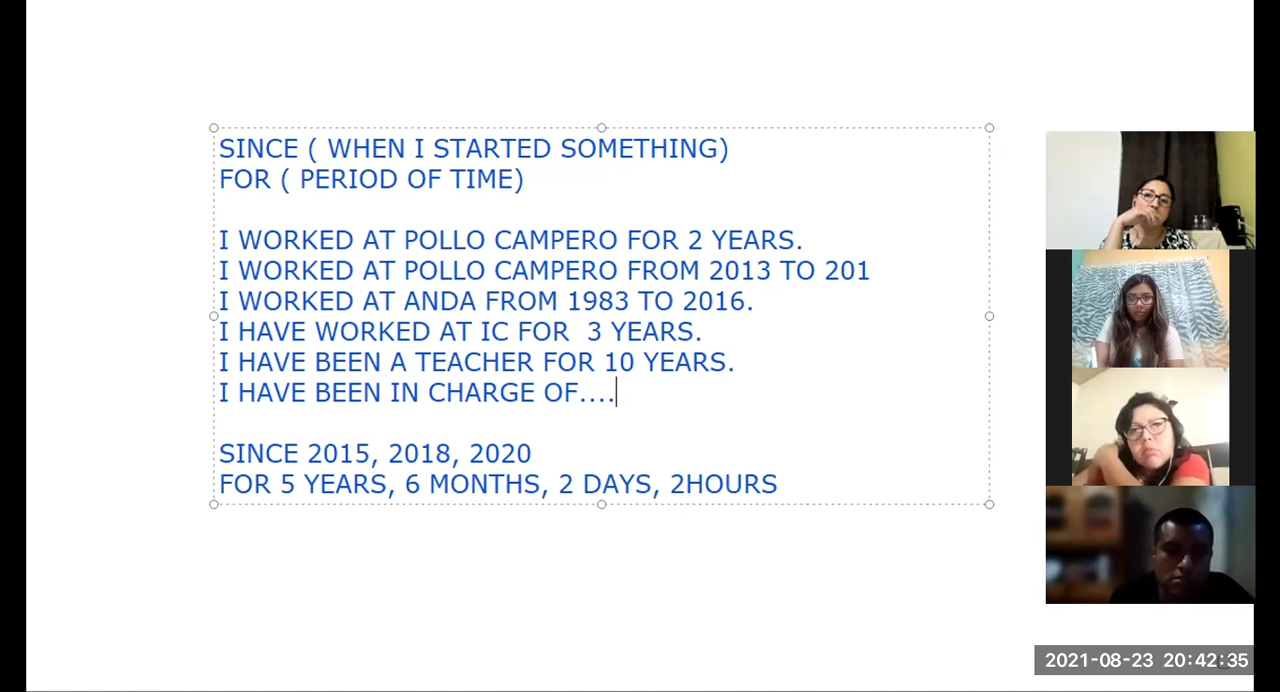 SINCE ( WHEN I STARTED SOMETHING)
FOR ( PERIOD OF TIME)
I WORKED AT POLLO CAMPERO FOR 2 YEARS.
I WORKED AT POLLO CAMPERO FROM 2013 TO 201
I WORKED AT ANDA FROM 1983 TO 2016.
I HAVE WORKED AT IC FOR  3 YEARS.
I HAVE BEEN A TEACHER FOR 10 YEARS.
I HAVE BEEN IN CHARGE OF....
SINCE 2015, 2018, 2020
FOR 5 YEARS, 6 MONTHS, 2 DAYS, 2HOURS
2021-08-23 20:42:35